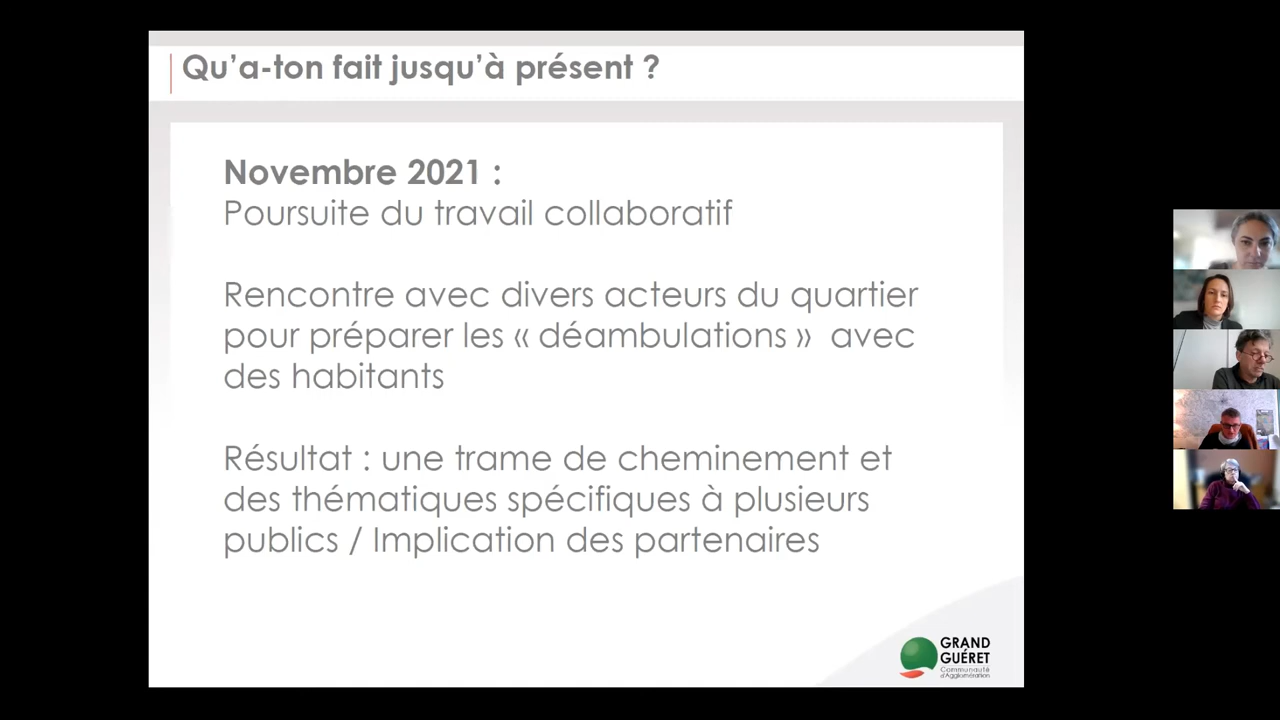 Qu'a-ton fait jusqu'à présent ?
Novembre 2021 :
Poursuite du travail collaboratif
Rencontre avec divers acteurs du quartier
pour préparer les « déambulations »  avec
des habitants
Résultat : une trame de cheminement et
des thématiques spécifiques à plusieurs
publics / Implication des partenaires
GRAND
GUÉRET
Communauté
d'Agglomération